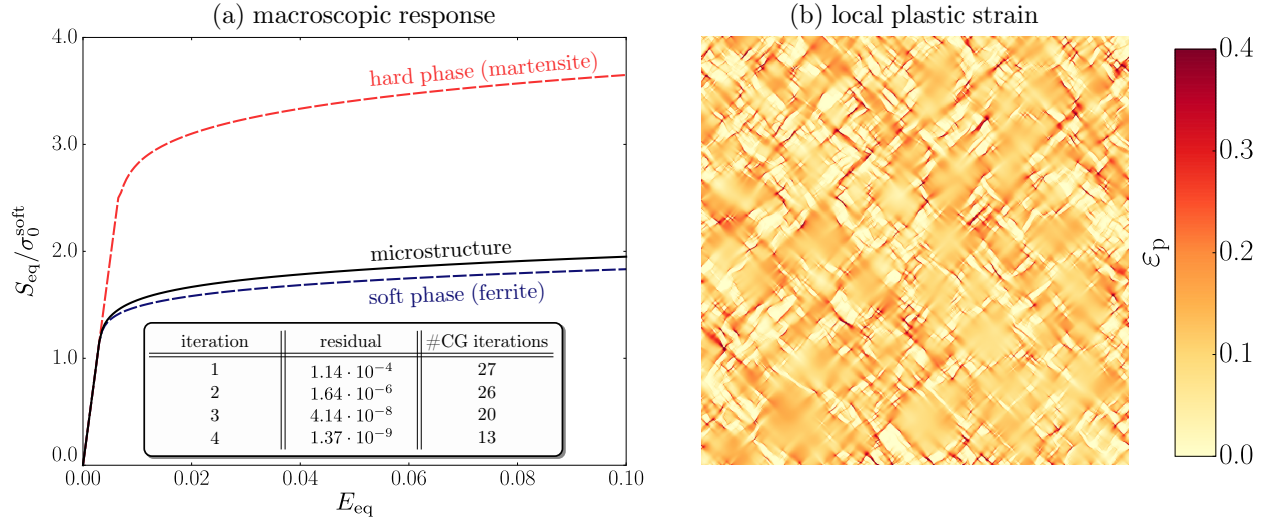 (a) macroscopic response
4.0
3.0
2.0
1.0
0.0
S_eq/σ_0^soft
hard phase (martensite)
microstructure
soft phase (ferrite)
iteration residual #CG iterations
1 1.14 · 10^−4 27
2 1.64 · 10^−6 26
3 4.14 · 10^−8 20
4 1.37 · 10^−9 13
0.00 0.02 0.04 0.06 0.08 0.10
E_eq
(b) local plastic strain
0.4
0.3
0.2
0.1
0.0
ε_p